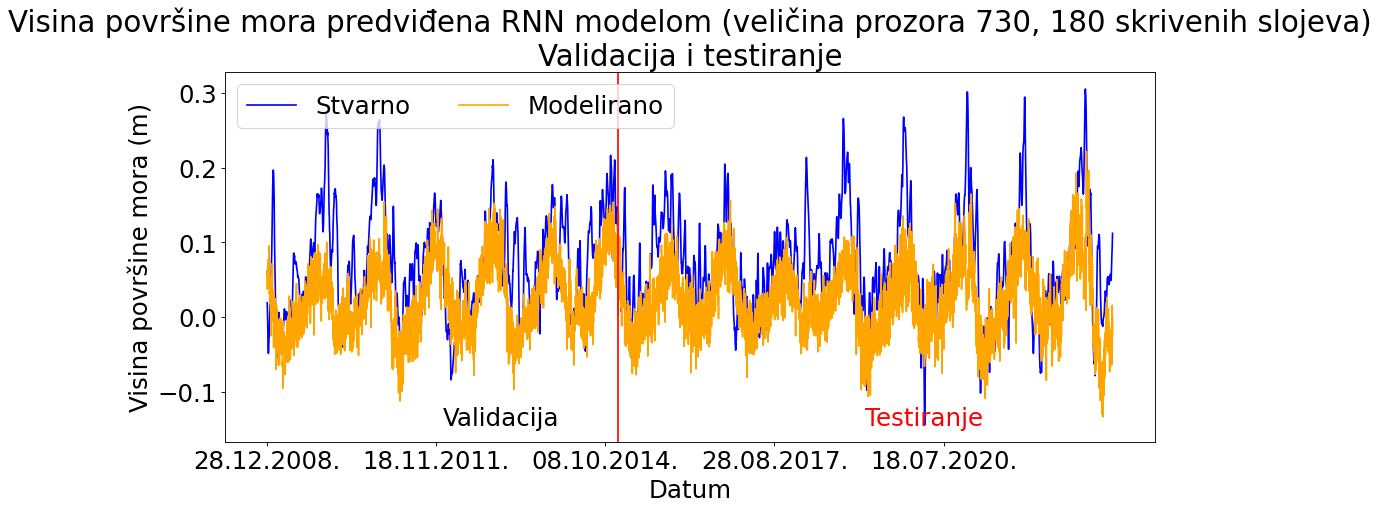 Visina površine mora predviđena RNN modelom (veličina prozora 730, 180 skrivenih slojeva)
Validacija i testiranje
Stvarno
Modelirano
Visina površine mora (m)
0.3
0.2
0.1
0.0
−0.1
Validacija
Testiranje
28.12.2008.
18.11.2011.
08.10.2014.
28.08.2017.
18.07.2020.
Datum